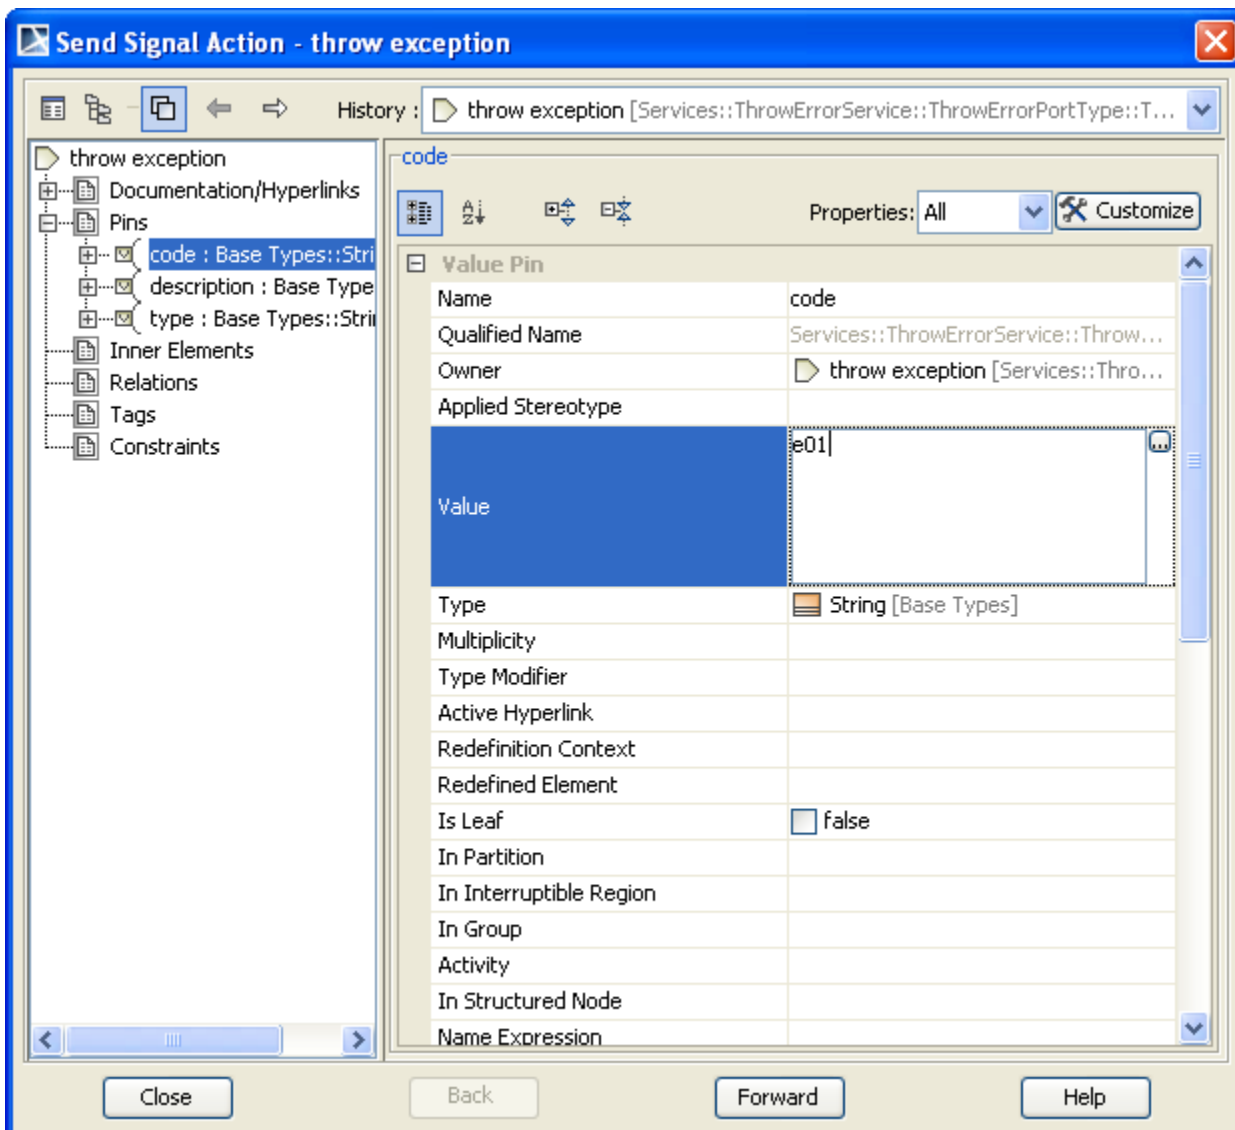 Send Signal Action - throw exception
History : throw exception [Services::ThrowErrorService::ThrowErrorPortType::T...
throw exception
Documentation/Hyperlinks
Pins
code : Base Types::Stri
description : Base Type
type : Base Types::Strin
Inner Elements
Relations
Tags
Constraints
code
Properties: All Customize
Value Pin
Name code
Qualified Name Services::ThrowErrorService::Throw...
Owner throw exception [Services::Thro...
Applied Stereotype
Value e01
Type String [Base Types]
Multiplicity
Type Modifier
Active Hyperlink
Redefinition Context
Redefined Element
Is Leaf false
In Partition
In Interruptible Region
In Group
Activity
In Structured Node
Name Expression
Close Back Forward Help